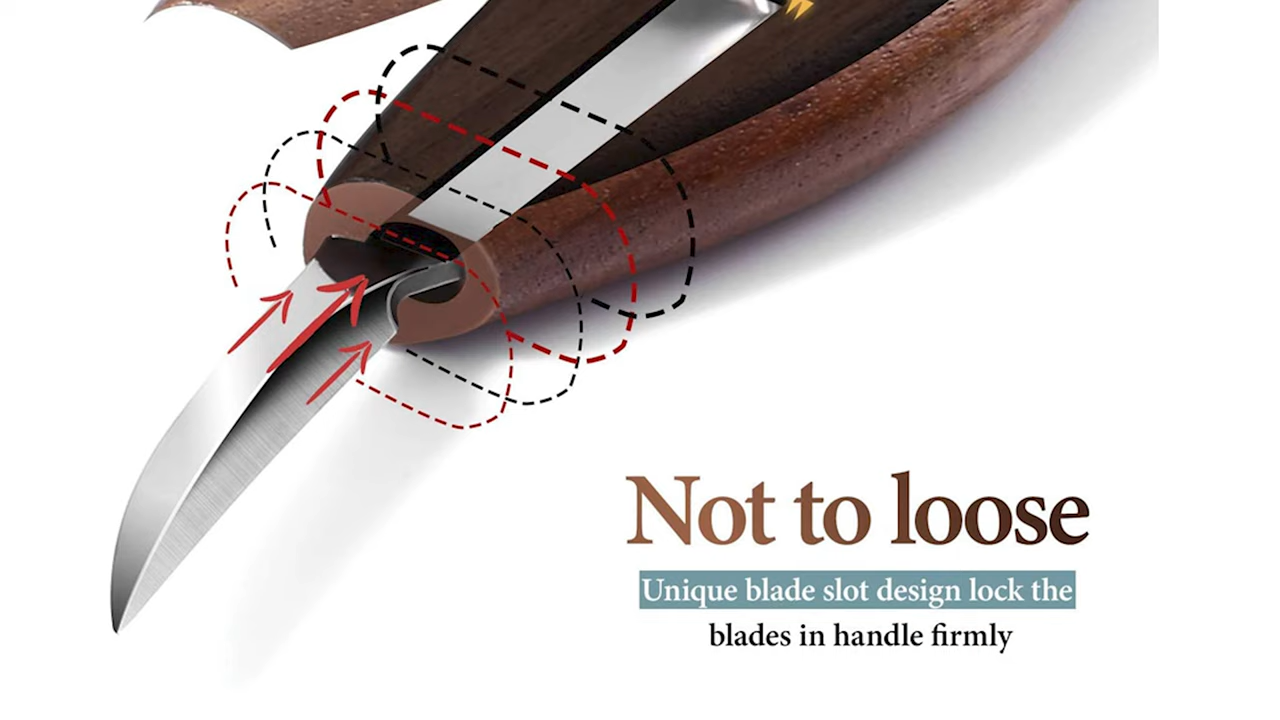 Not to loose
Unique blade slot design lock the
blades in handle firmly